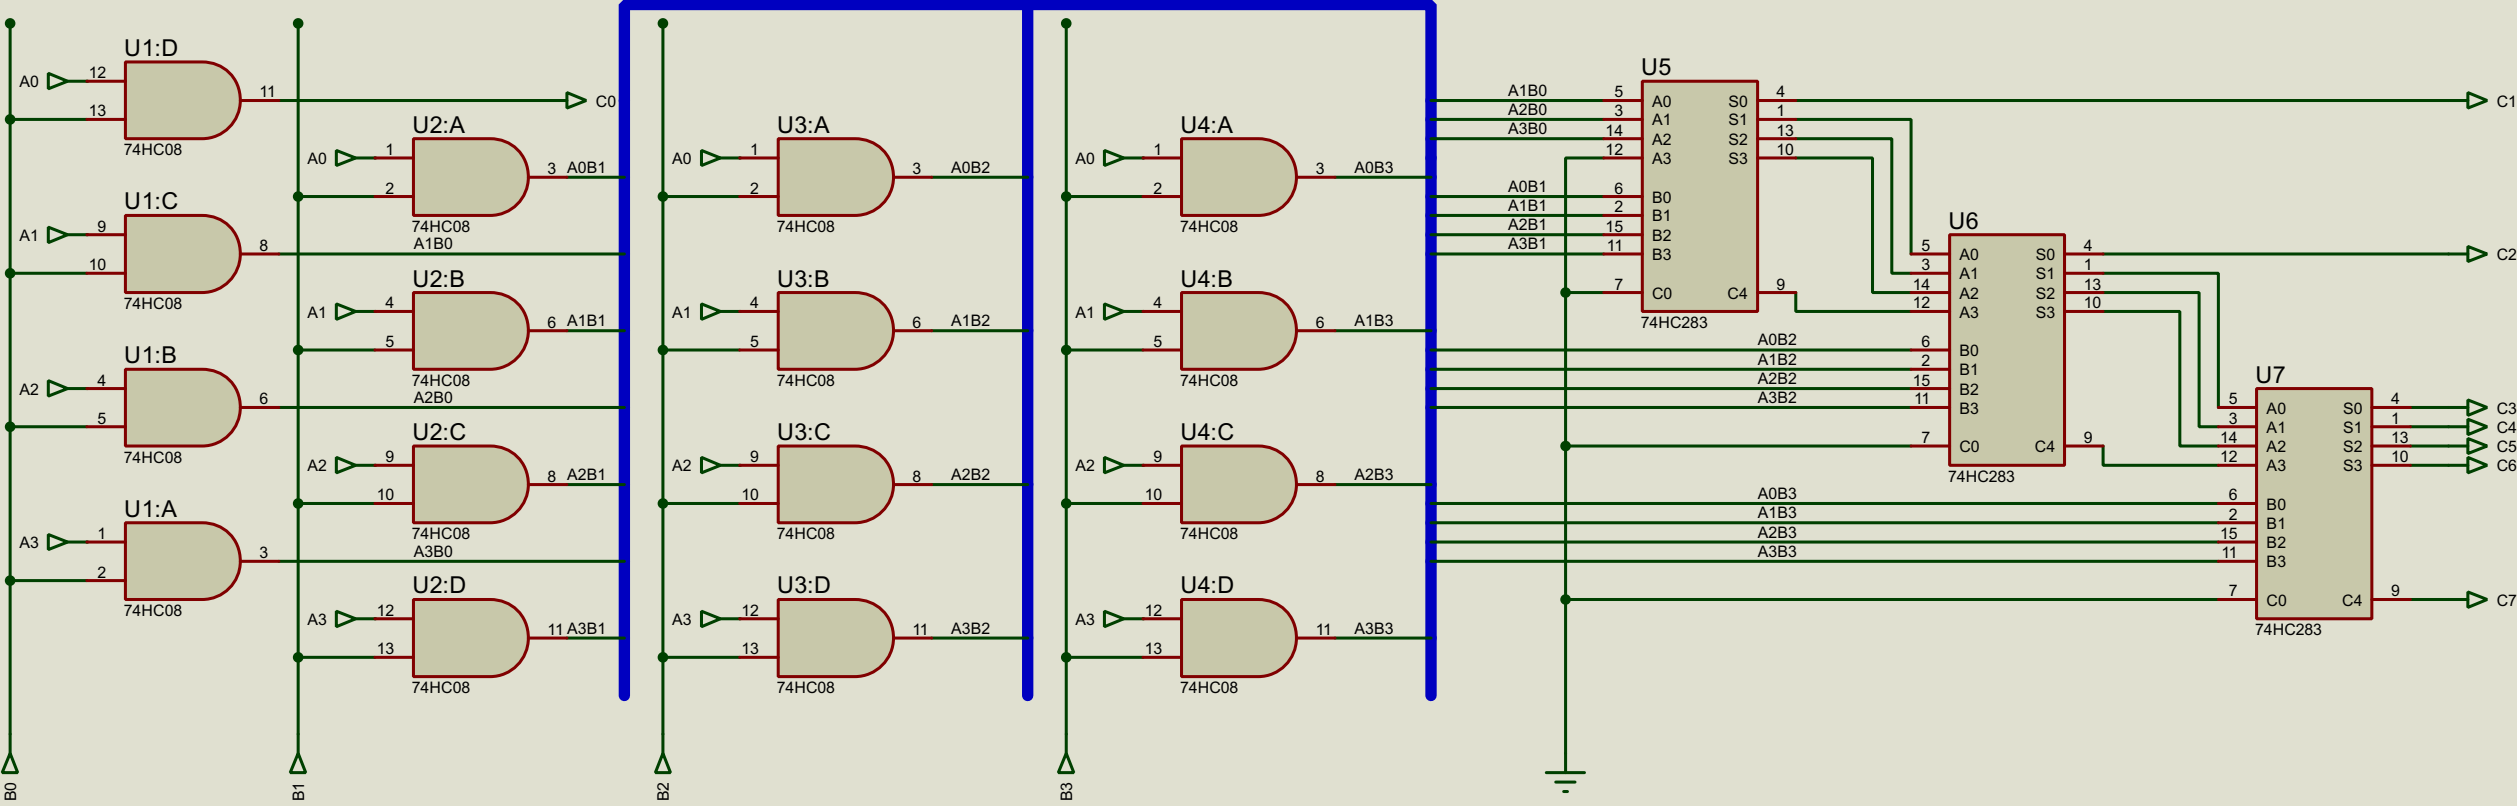 U1:D
A0 12 11 C0
13
74HC08
U1:C
A1 9 8 A1B0
10
74HC08
U1:B
A2 4 6 A2B0
5
74HC08
U1:A
A3 1 3 A3B0
2
74HC08
B0
U2:A
A0 1 3 A0B1
2
74HC08
U2:B
A1 4 6 A1B1
5
74HC08
U2:C
A2 9 8 A2B1
10
74HC08
U2:D
A3 12 11 A3B1
13
74HC08
B1
U3:A
A0 1 3 A0B2
2
74HC08
U3:B
A1 4 6 A1B2
5
74HC08
U3:C
A2 9 8 A2B2
10
74HC08
U3:D
A3 12 11 A3B2
13
74HC08
B2
U4:A
A0 1 3 A0B3
2
74HC08
U4:B
A1 4 6 A1B3
5
74HC08
U4:C
A2 9 8 A2B3
10
74HC08
U4:D
A3 12 11 A3B3
13
74HC08
B3
U5
A1B0 5 A0 S0 4 C1
A2B0 3 A1 S1 1
A3B0 14 A2 S2 13
12 A3 S3 10
A0B1 6 B0
A1B1 2 B1
A2B1 15 B2
A3B1 11 B3
7 C0 C4 9
74HC283
U6
5 A0 S0 4 C2
3 A1 S1 1
14 A2 S2 13
12 A3 S3 10
A0B2 6 B0
A1B2 2 B1
A2B2 15 B2
A3B2 11 B3
7 C0 C4 9
74HC283
U7
5 A0 S0 4 C3
3 A1 S1 1 C4
14 A2 S2 13 C5
12 A3 S3 10 C6
A0B3 6 B0
A1B3 2 B1
A2B3 15 B2
A3B3 11 B3
7 C0 C4 9 C7
74HC283